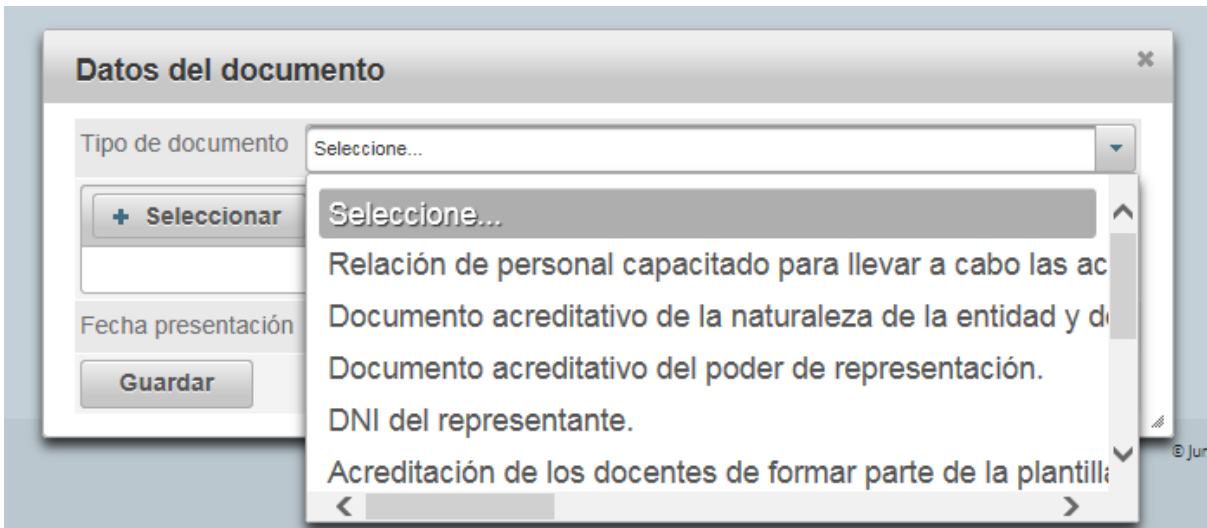 Datos del documento
Tipo de documento
Seleccione...
+ Seleccionar
Seleccione...
Relación de personal capacitado para llevar a cabo las ac
Documento acreditativo de la naturaleza de la entidad y de
Fecha presentación
Documento acreditativo del poder de representación.
Guardar
DNI del representante.
Acreditación de los docentes de formar parte de la plantilla
© Jun